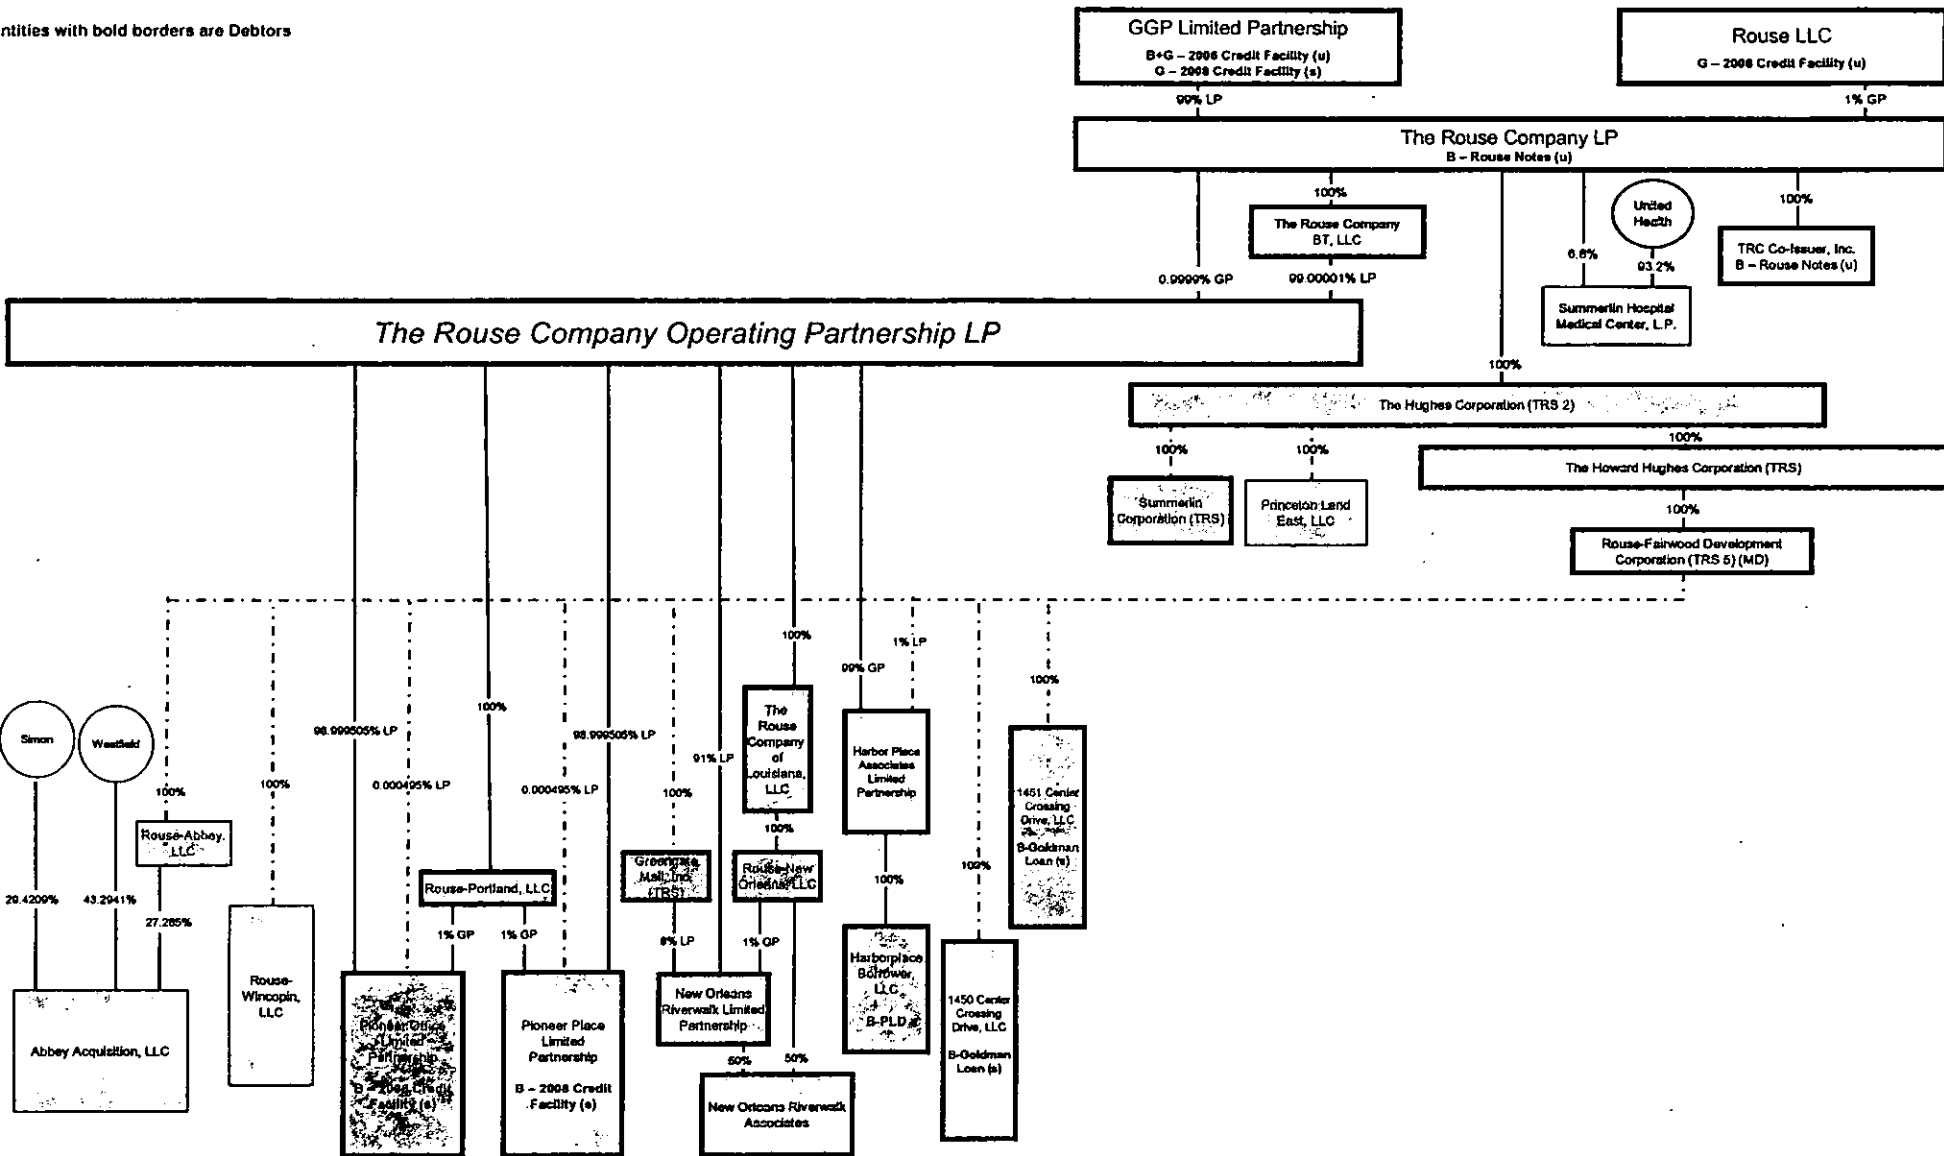 ntities with bold borders are Debtors
GGP Limited Partnership
B+G – 2006 Credit Facility (u)
G – 2008 Credit Facility (s)
Rouse LLC
G – 2006 Credit Facility (u)
99% LP
1% GP
The Rouse Company LP
B – Rouse Notes (u)
100%
The Rouse Company
BT, LLC
0.9999% GP
99.00001% LP
6.8%
United
Health
93.2%
Summerlin Hospital
Medical Center, L.P.
100%
TRC Co-Issuer, Inc.
B – Rouse Notes (u)
The Rouse Company Operating Partnership LP
100%
The Hughes Corporation (TRS 2)
100%
Summerlin
Corporation (TRS)
100%
Princeton Land
East, LLC
100%
The Howard Hughes Corporation (TRS)
100%
Rouse-Fairwood Development
Corporation (TRS 5) (MD)
Simon
Westfield
29.4209%
43.2941%
100%
Rouse-Abbey,
LLC
27.285%
Abbey Acquisition, LLC
100%
Rouse-
Wincopin,
LLC
98.999505% LP
0.000495% LP
100%
Rouse-Portland, LLC
1% GP
1% GP
0.000495% LP
98.999505% LP
Pioneer Office
Limited
Partnership
B – 2008 Credit
Facility (s)
Pioneer Place
Limited
Partnership
B – 2008 Credit
Facility (s)
100%
Greengate
Mall, Inc.
(TRS)
8% LP
91% LP
100%
The
Rouse
Company
of
Louisiana,
LLC
100%
Rouse-New
Orleans, LLC
1% GP
New Orleans
Riverwalk Limited
Partnership
50%
50%
New Orleans Riverwalk
Associates
99% GP
1% LP
Harbor Place
Associates
Limited
Partnership
100%
Harborplace
Borrower,
LLC
B-PLD
100%
1450 Center
Crossing
Drive, LLC
B-Goldman
Loan (s)
100%
1451 Center
Crossing
Drive, LLC
B-Goldman
Loan (s)